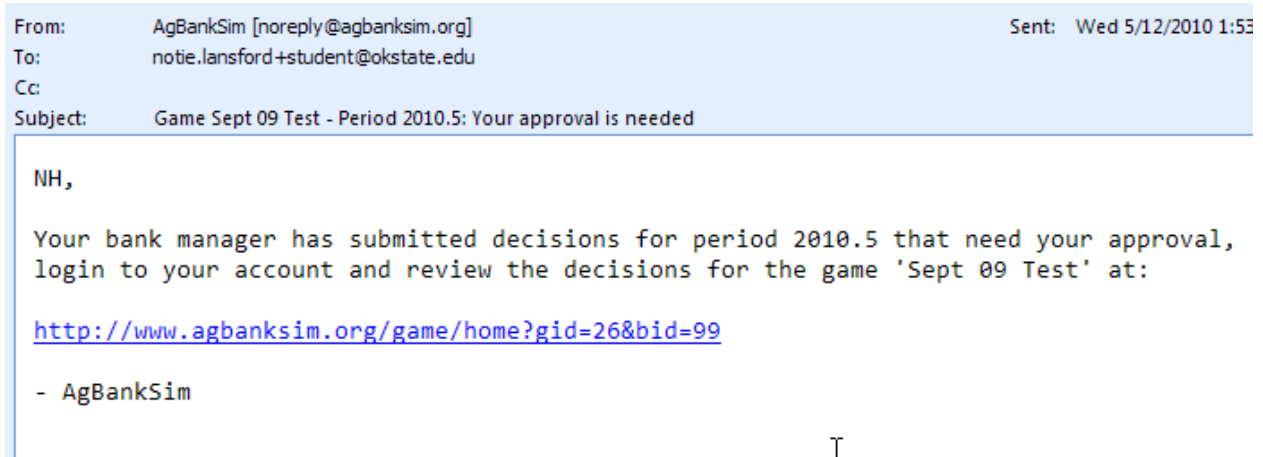 From: AgBankSim [noreply@agbanksim.org] Sent: Wed 5/12/2010 1:53
To: notie.lansford+student@okstate.edu
Cc:
Subject: Game Sept 09 Test - Period 2010.5: Your approval is needed
NH,
Your bank manager has submitted decisions for period 2010.5 that need your approval,
login to your account and review the decisions for the game 'Sept 09 Test' at:
http://www.agbanksim.org/game/home?gid=26&bid=99
- AgBankSim